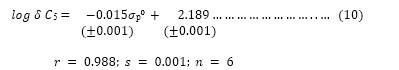 log δ C₅ = −0.015σₚ⁰ + 2.189 ............................. (10)
(±0.001) (±0.001)
r = 0.988; s = 0.001; n = 6